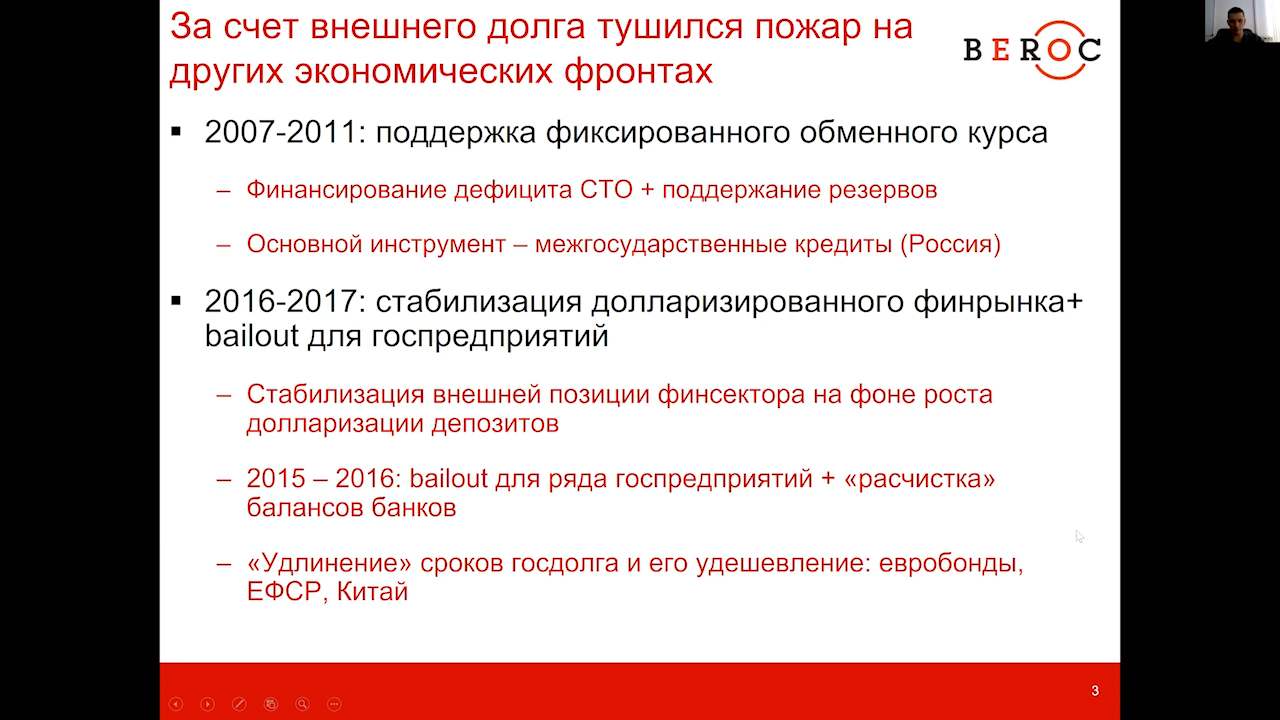 За счет внешнего долга тушился пожар на
других экономических фронтах
BEROC
▪ 2007-2011: поддержка фиксированного обменного курса
– Финансирование дефицита СТО + поддержание резервов
– Основной инструмент – межгосударственные кредиты (Россия)
▪ 2016-2017: стабилизация долларизированного финрынка+
bailout для госпредприятий
– Стабилизация внешней позиции финсектора на фоне роста
долларизации депозитов
– 2015 – 2016: bailout для ряда госпредприятий + «расчистка»
балансов банков
– «Удлинение» сроков госдолга и его удешевление: евробонды,
ЕФСР, Китай
3